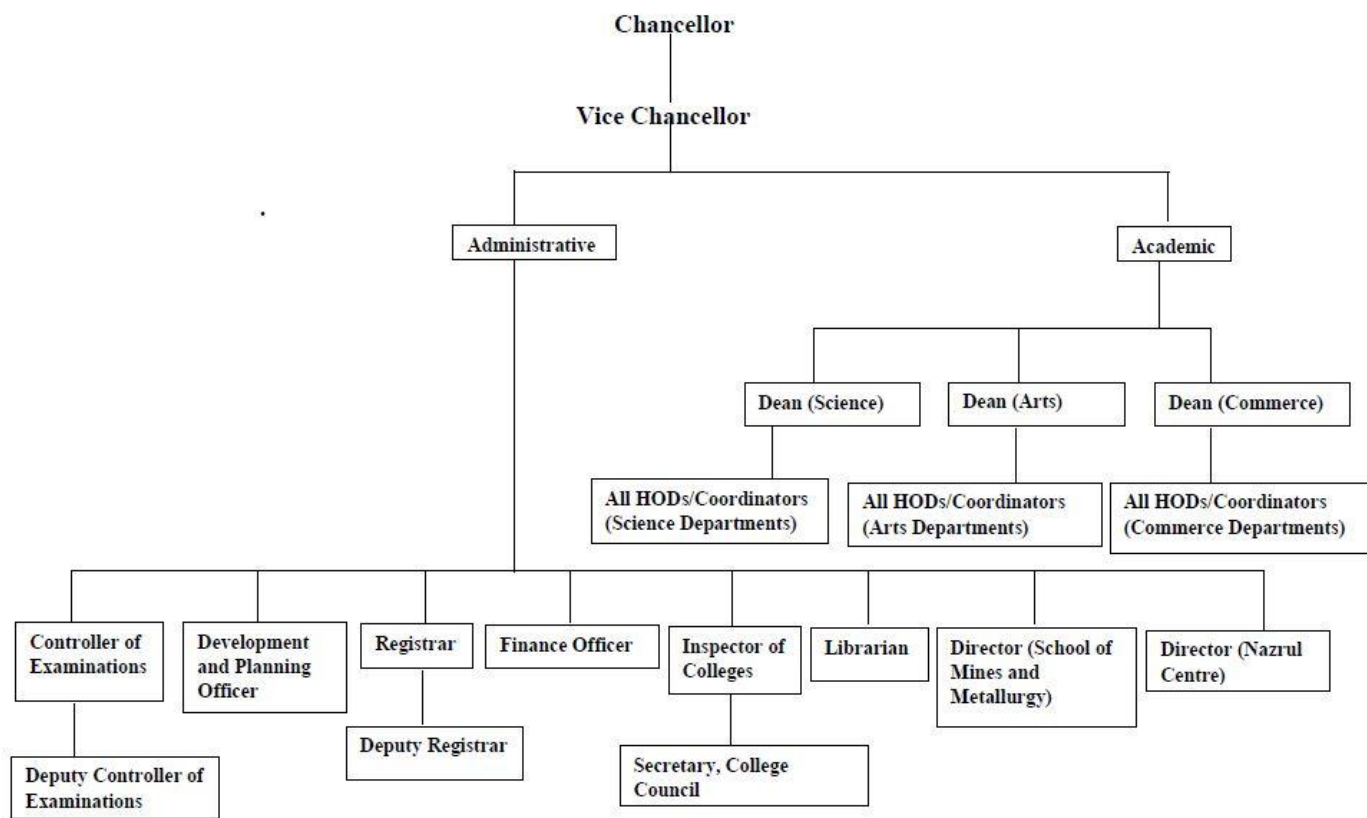 Chancellor
Vice Chancellor
Administrative
Academic
Dean (Science)
Dean (Arts)
Dean (Commerce)
All HODs/Coordinators
(Science Departments)
All HODs/Coordinators
(Arts Departments)
All HODs/Coordinators
(Commerce Departments)
Controller of
Examinations
Development
and Planning
Officer
Registrar
Finance Officer
Inspector of
Colleges
Librarian
Director (School of
Mines and
Metallurgy)
Director (Nazrul
Centre)
Deputy Controller of
Examinations
Deputy Registrar
Secretary, College
Council